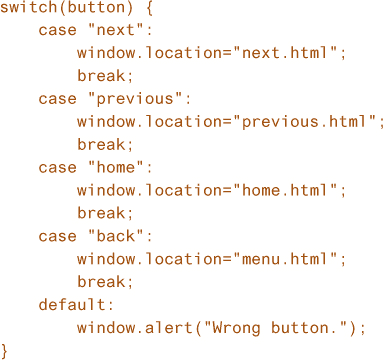 switch(button) {
    case "next":
        window.location="next.html";
        break;
    case "previous":
        window.location="previous.html";
        break;
    case "home":
        window.location="home.html";
        break;
    case "back":
        window.location="menu.html";
        break;
    default:
        window.alert("Wrong button.");
}